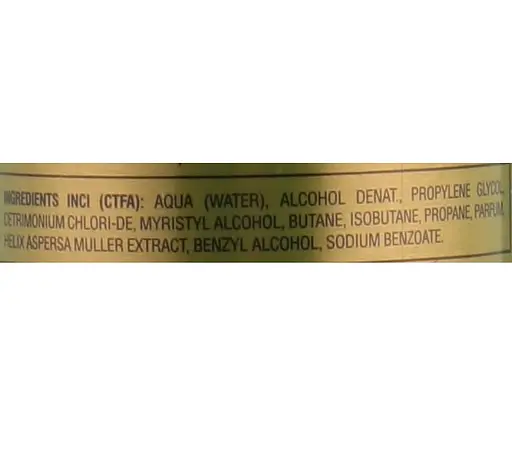 INGREDIENTS INCI (CTFA): AQUA (WATER), ALCOHOL DENAT., PROPYLENE GLYCOL,
CETRIMONIUM CHLORI-DE, MYRISTYL ALCOHOL, BUTANE, ISOBUTANE, PROPANE, PARFUM,
HELIX ASPERSA MULLER EXTRACT, BENZYL ALCOHOL, SODIUM BENZOATE.